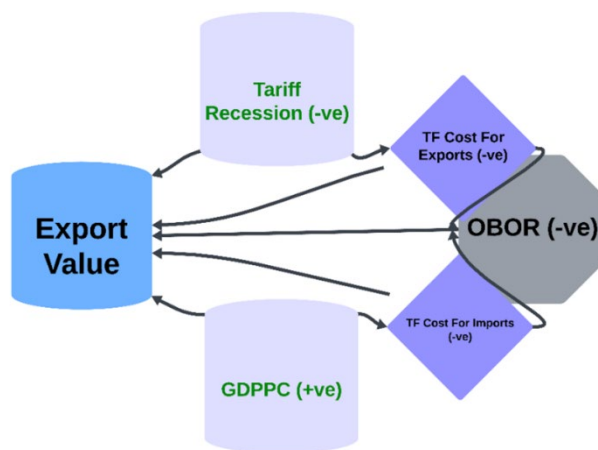 Tariff
Recession (-ve)
TF Cost For
Exports (-ve)
Export
Value
OBOR (-ve)
TF Cost For Imports
(-ve)
GDPPC (+ve)